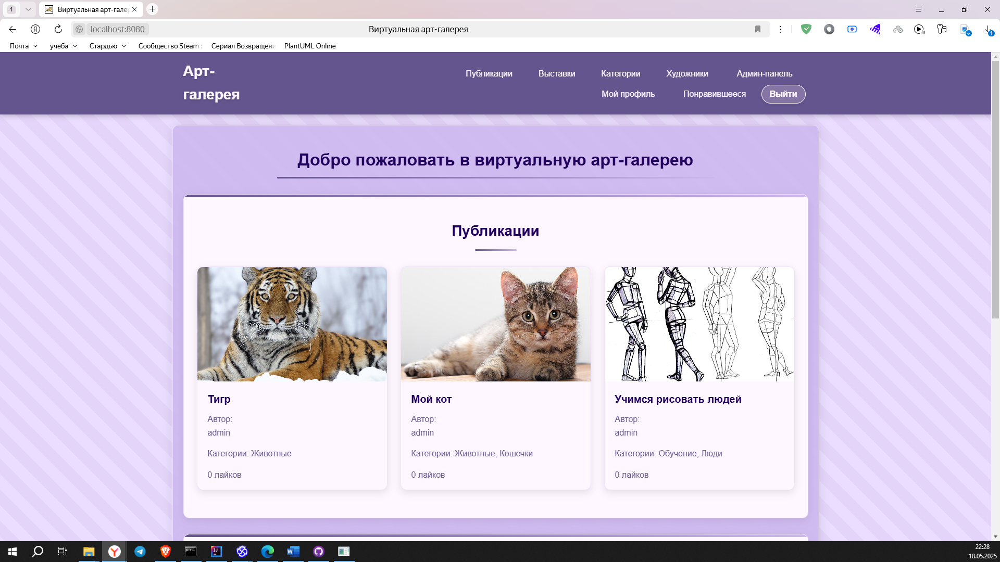 1
Виртуальная арт-гале
localhost:8080
Виртуальная арт-галерея
1
Почта
учеба
Стардью
Сообщество Steam
Сериал Возвращени
PlantUML Online
Арт-
галерея
Публикации
Выставки
Категории
Художники
Админ-панель
Мой профиль
Понравившееся
Выйти
Добро пожаловать в виртуальную арт-галерею
Публикации
Тигр
Автор:
admin
Категории: Животные
0 лайков
Мой кот
Автор:
admin
Категории: Животные, Кошечки
0 лайков
Учимся рисовать людей
Автор:
admin
Категории: Обучение, Люди
0 лайков
22:28
18.05.2025